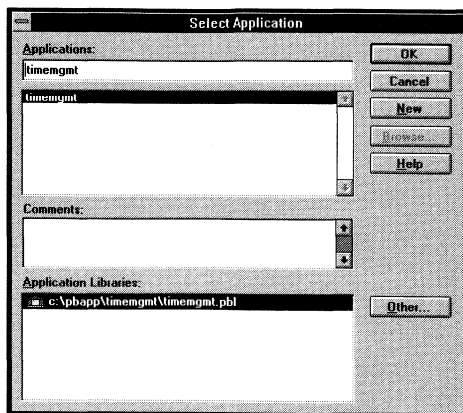 Select Application
Applications:
timemgmt
timemgmt
Comments:
Application Libraries:
c:\pbapp\timemgmt\timemgmt.pbl
OK
Cancel
New
Browse...
Help
Other...